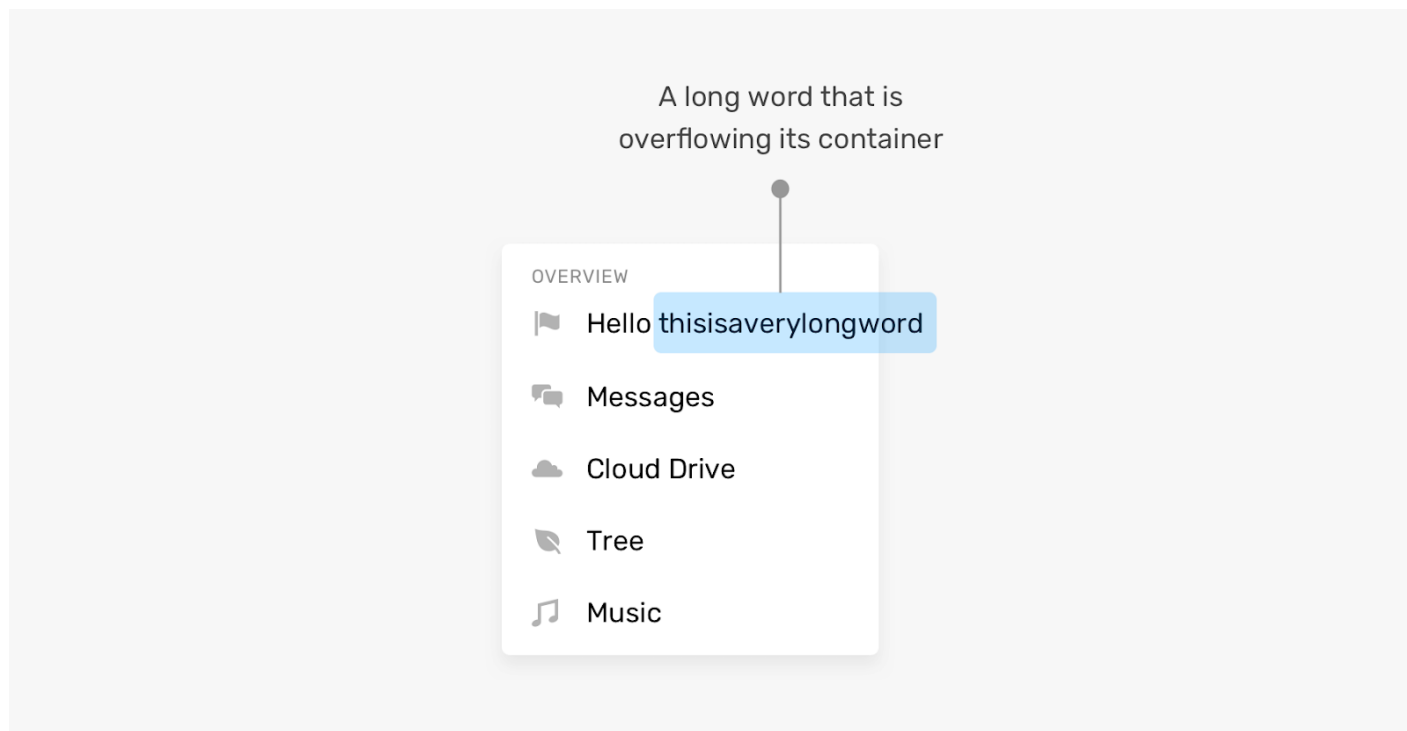 A long word that is
overflowing its container
OVERVIEW
Hello thisisaverylongword
Messages
Cloud Drive
Tree
Music